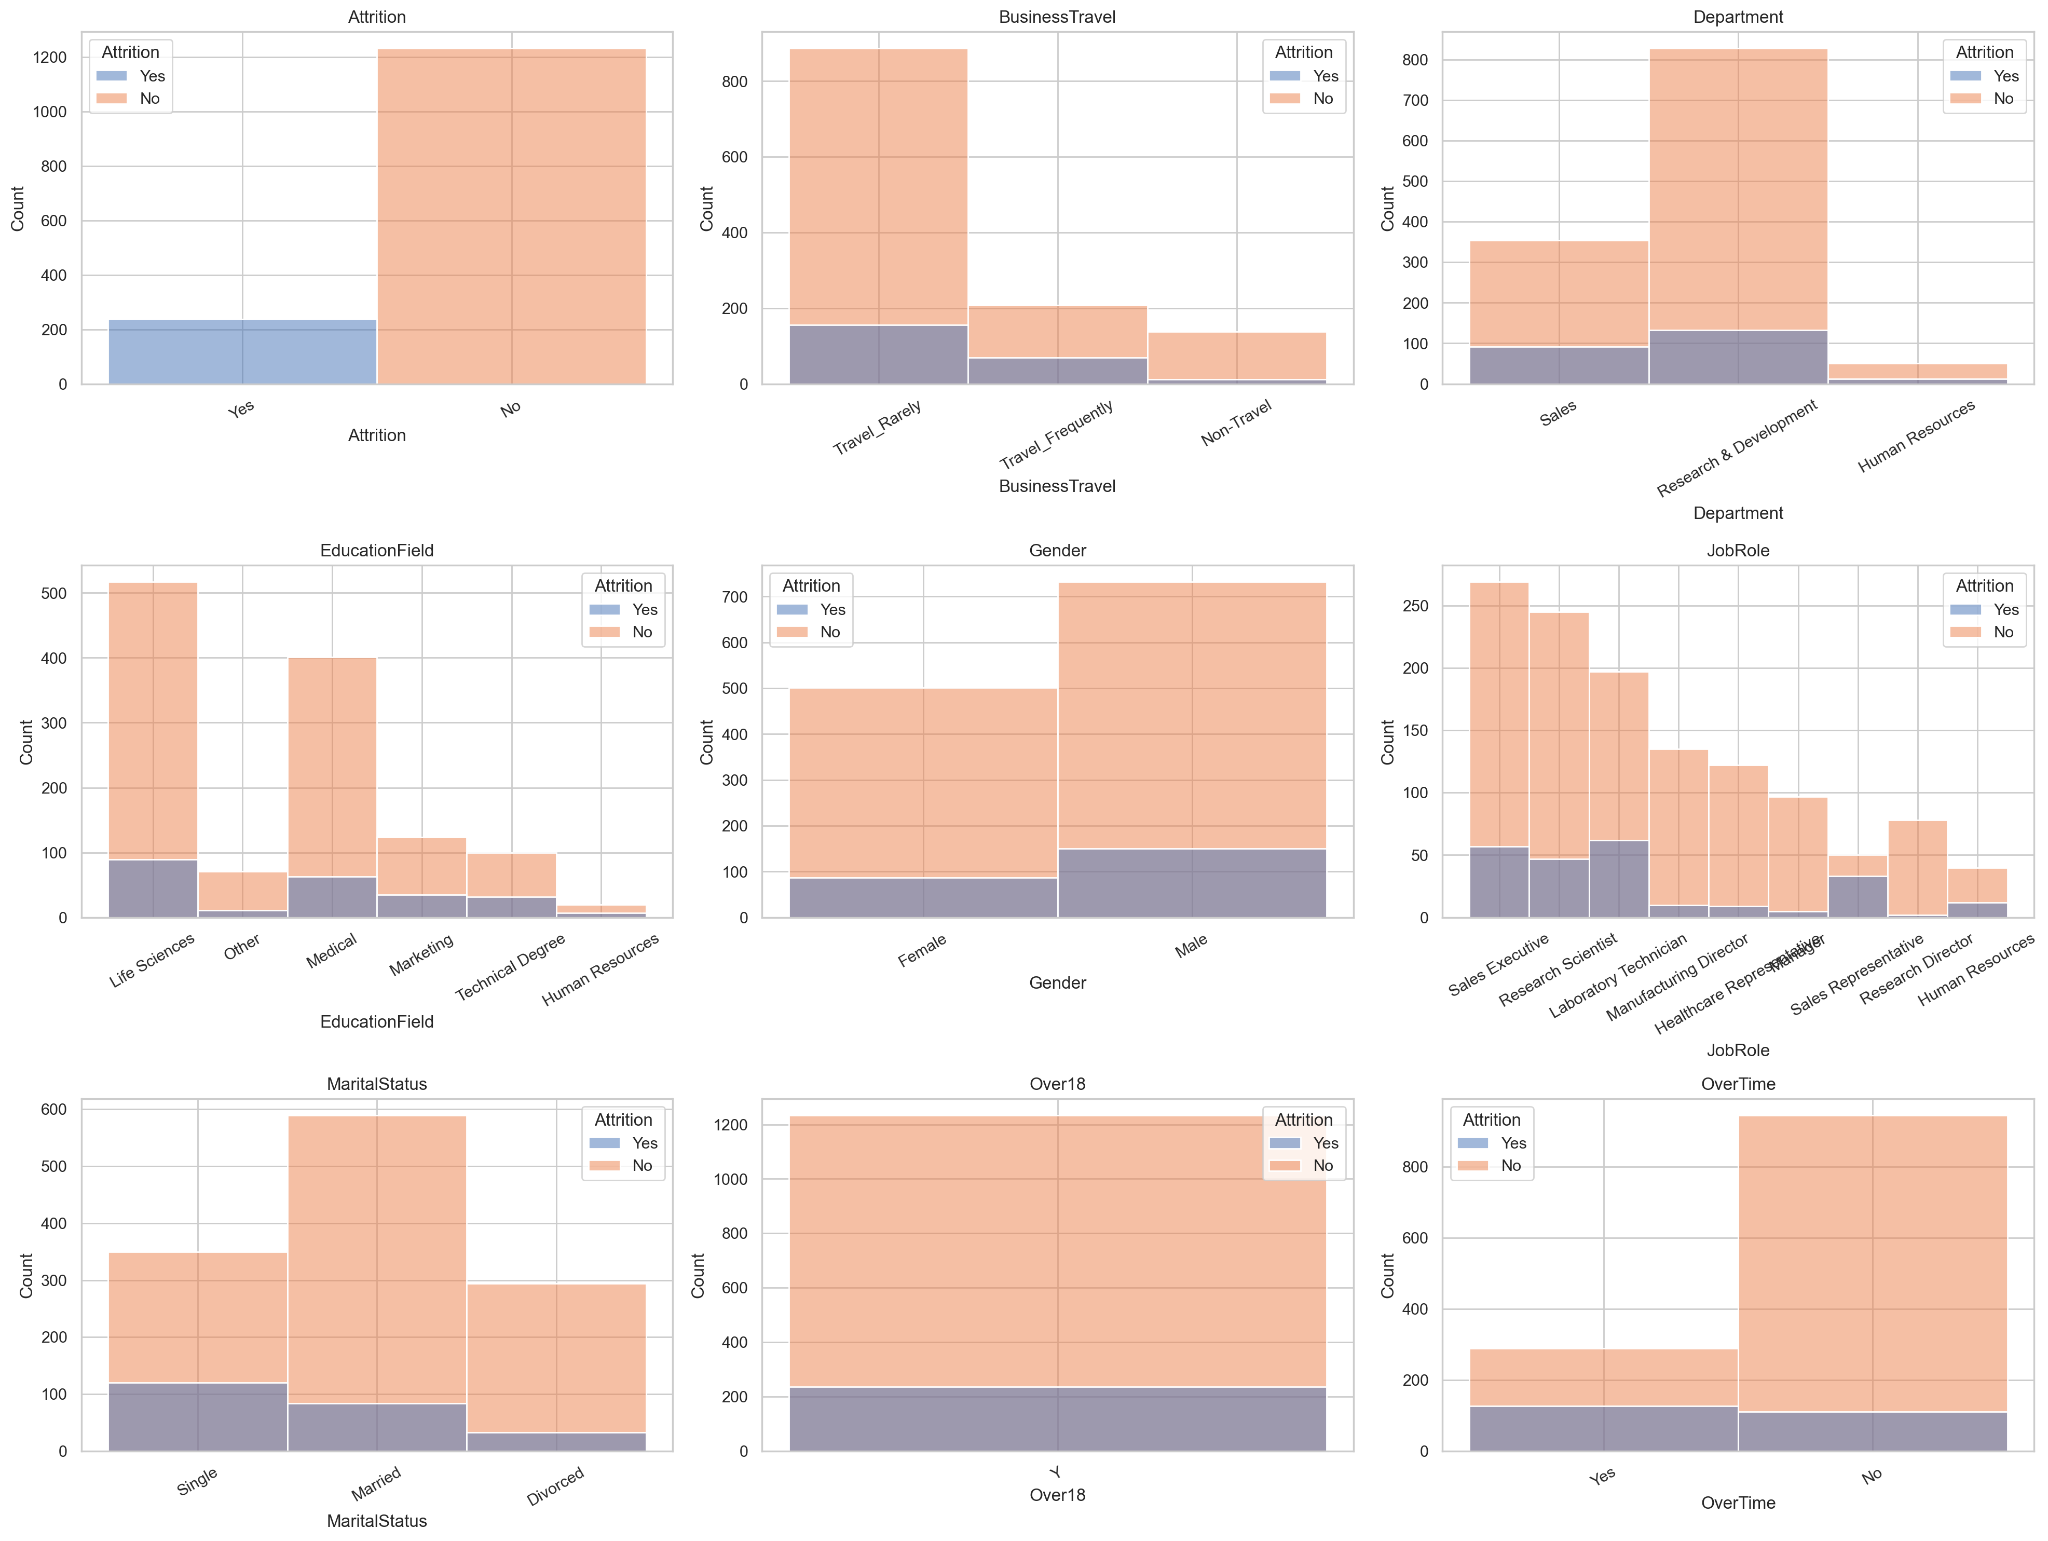 Attrition
Attrition
Yes
No
1200
1000
800
600
400
200
0
Count
Yes
No
Attrition
BusinessTravel
Attrition
Yes
No
800
600
400
200
0
Count
Travel_Rarely
Travel_Frequently
Non-Travel
BusinessTravel
Department
Attrition
Yes
No
800
700
600
500
400
300
200
100
0
Count
Sales
Research & Development
Human Resources
Department
EducationField
Attrition
Yes
No
500
400
300
200
100
0
Count
Life Sciences
Other
Medical
Marketing
Technical Degree
Human Resources
EducationField
Gender
Attrition
Yes
No
700
600
500
400
300
200
100
0
Count
Female
Male
Gender
JobRole
Attrition
Yes
No
250
200
150
100
50
0
Count
Sales Executive
Research Scientist
Laboratory Technician
Manufacturing Director
Healthcare Representative
Manager
Sales Representative
Research Director
Human Resources
JobRole
MaritalStatus
Attrition
Yes
No
600
500
400
300
200
100
0
Count
Single
Married
Divorced
MaritalStatus
Over18
Attrition
Yes
No
1200
1000
800
600
400
200
0
Count
Y
Over18
OverTime
Attrition
Yes
No
800
600
400
200
0
Count
Yes
No
OverTime